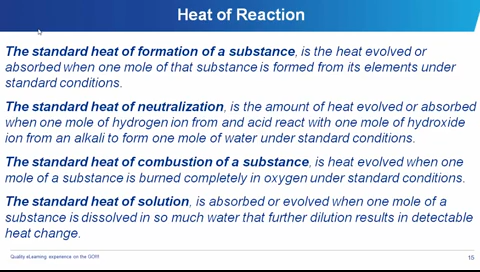 Heat of Reaction
The standard heat of formation of a substance, is the heat evolved or
absorbed when one mole of that substance is formed from its elements under
standard conditions.
The standard heat of neutralization, is the amount of heat evolved or absorbed
when one mole of hydrogen ion from and acid react with one mole of hydroxide
ion from an alkali to form one mole of water under standard conditions.
The standard heat of combustion of a substance, is heat evolved when one
mole of a substance is burned completely in oxygen under standard conditions.
The standard heat of solution, is absorbed or evolved when one mole of a
substance is dissolved in so much water that further dilution results in detectable
heat change.
Quality eLearning experience on the GO!!!
15